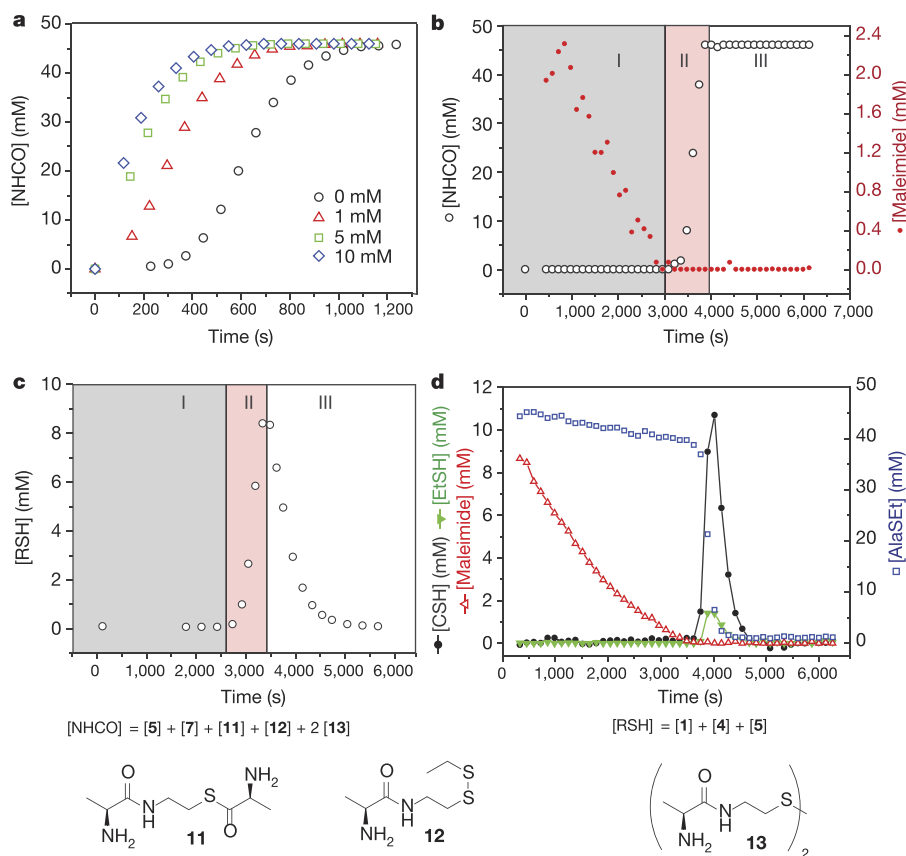 a
50
40
30
20
10
0
[NHCO] (mM)
0 mM
1 mM
5 mM
10 mM
0 200 400 600 800 1,000 1,200 1,400
Time (s)
b
50
40
30
20
10
0
[NHCO] (mM)
I II III
2.4
2.0
1.6
1.2
0.8
0.4
0.0
[Maleimide] (mM)
0 1,000 2,000 3,000 4,000 5,000 6,000 7,000
Time (s)
c
10
8
6
4
2
0
[RSH] (mM)
I II III
0 1,000 2,000 3,000 4,000 5,000 6,000
Time (s)
d
[CSH] (mM)
[EtSH] (mM)
[Maleimide] (mM)
12
10
8
6
4
2
0
50
40
30
20
10
0
[AlaSEt] (mM)
0 1,000 2,000 3,000 4,000 5,000 6,000
Time (s)
[NHCO] = [5] + [7] + [11] + [12] + 2 [13]
[RSH] = [1] + [4] + [5]
O
NH2
N
H
S
O
NH2
11
O
NH2
N
H
S
S
12
O
NH2
N
H
S
2
13